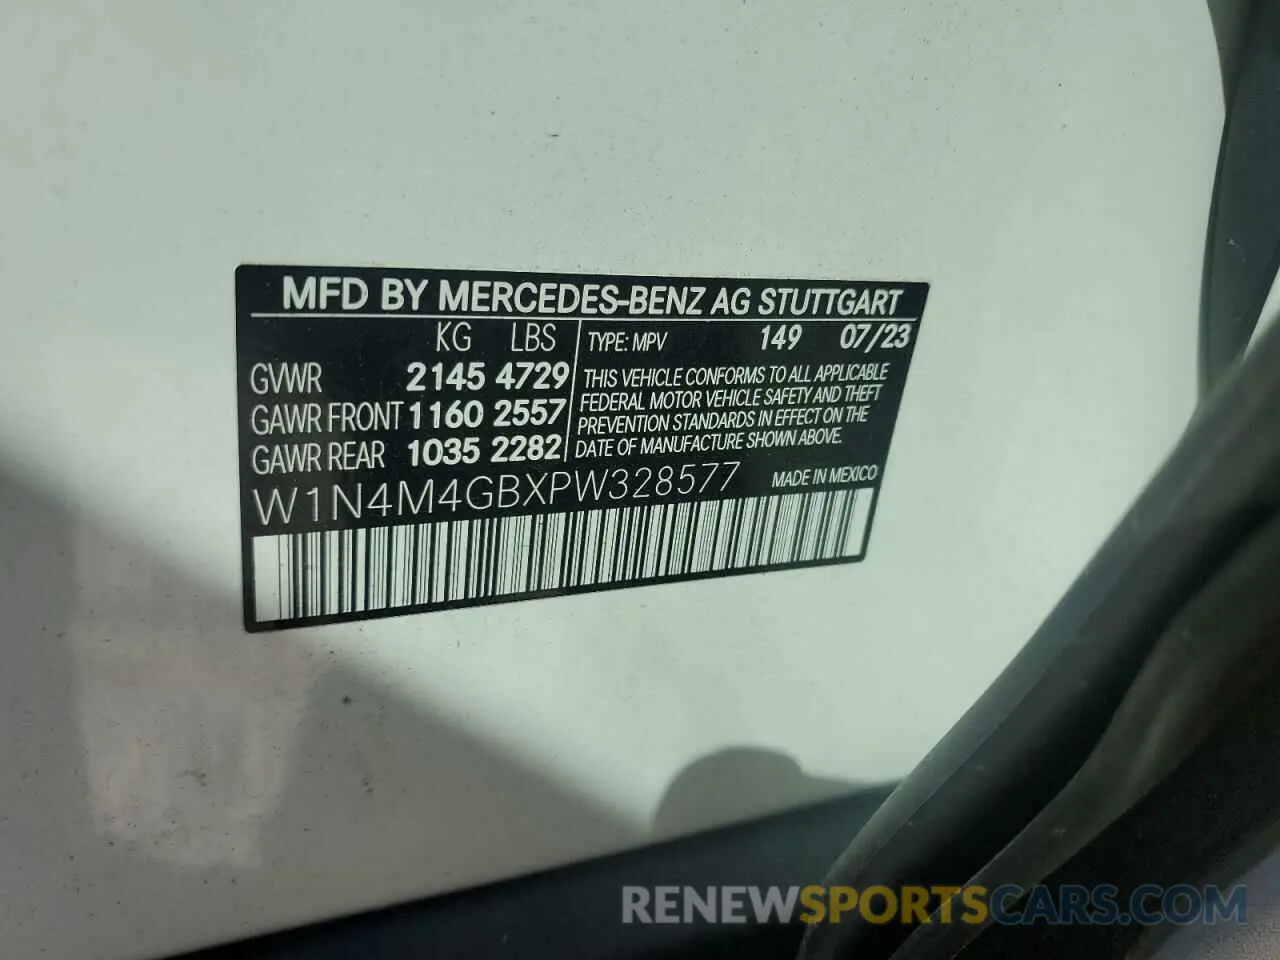 MFD BY MERCEDES-BENZ AG STUTTGART
KG LBS
GVWR 2145 4729
GAWR FRONT 1160 2557
GAWR REAR 1035 2282
TYPE: MPV 149 07/23
THIS VEHICLE CONFORMS TO ALL APPLICABLE
FEDERAL MOTOR VEHICLE SAFETY AND THEFT
PREVENTION STANDARDS IN EFFECT ON THE
DATE OF MANUFACTURE SHOWN ABOVE.
W1N4M4GBXPW328577
MADE IN MEXICO
RENEWSPORTSCARS.COM